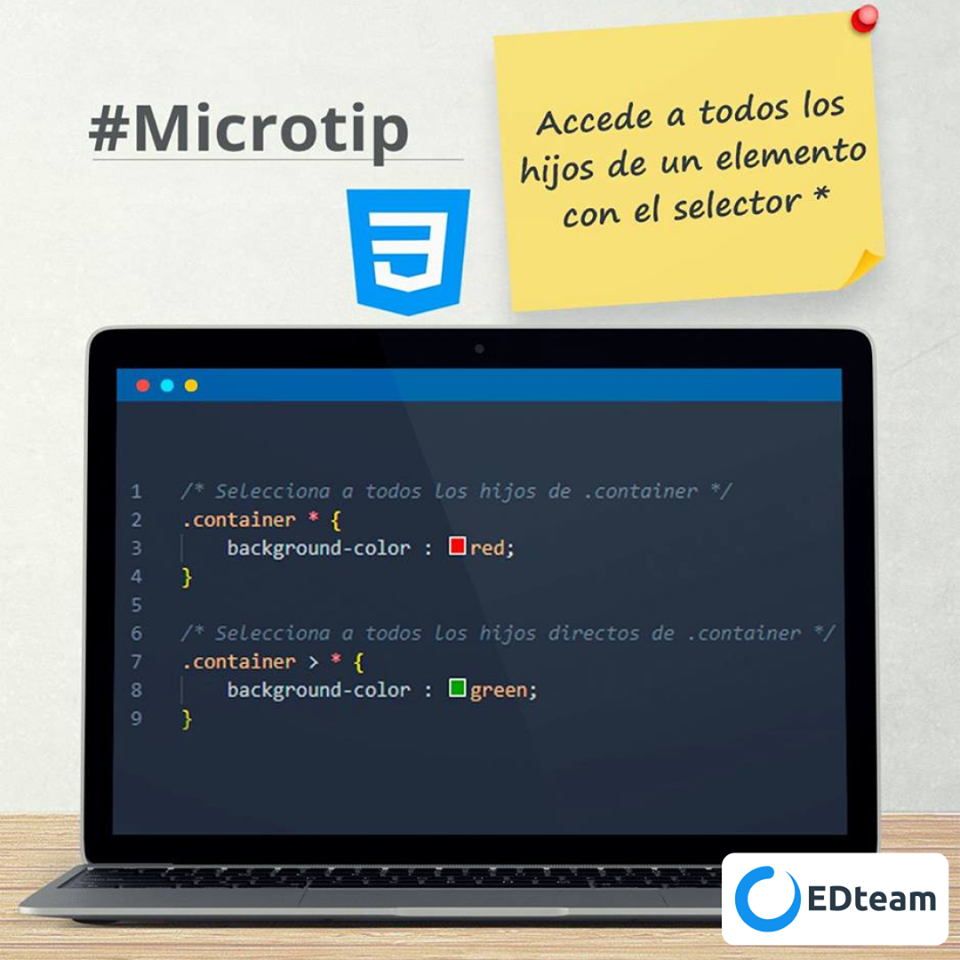 #Microtip
Accede a todos los
hijos de un elemento
con el selector *
1 /* Selecciona a todos los hijos de .container */
2 .container * {
3 background-color : red;
4 }
5
6 /* Selecciona a todos los hijos directos de .container */
7 .container > * {
8 background-color : green;
9 }
EDteam